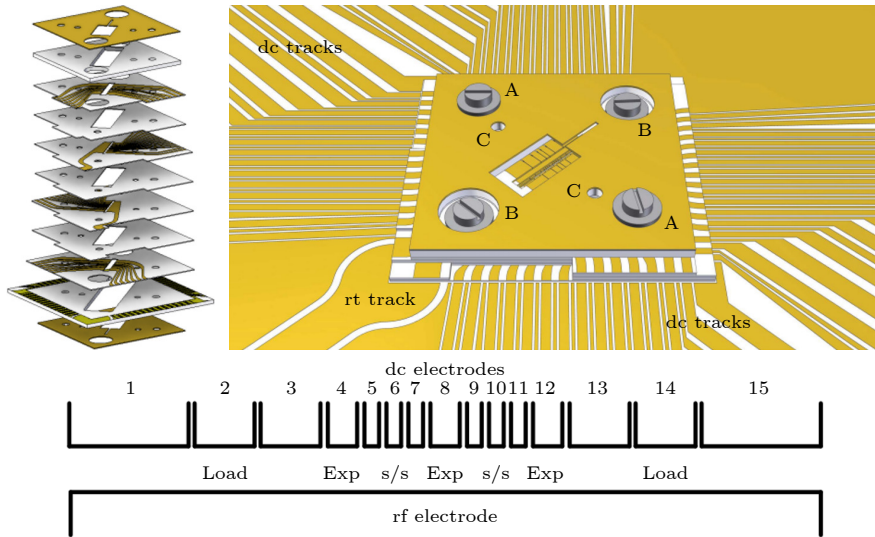 dc tracks
A
B
C
C
B
A
rt track
dc tracks
dc electrodes
1 2 3 4 5 6 7 8 9 10 11 12 13 14 15
Load Exp s/s Exp s/s Exp Load
rf electrode